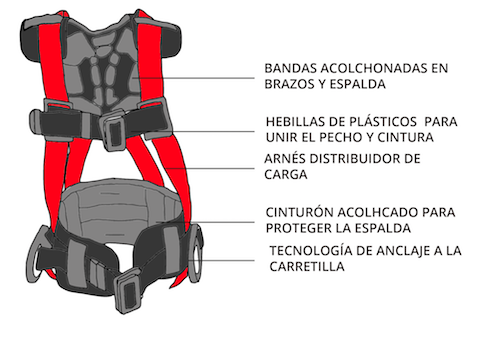 BANDAS ACOLCHONADAS EN
BRAZOS Y ESPALDA
HEBILLAS DE PLÁSTICOS PARA
UNIR EL PECHO Y CINTURA
ARNÉS DISTRIBUIDOR DE
CARGA
CINTURÓN ACOLHCADO PARA
PROTEGER LA ESPALDA
TECNOLOGÍA DE ANCLAJE A LA
CARRETILLA